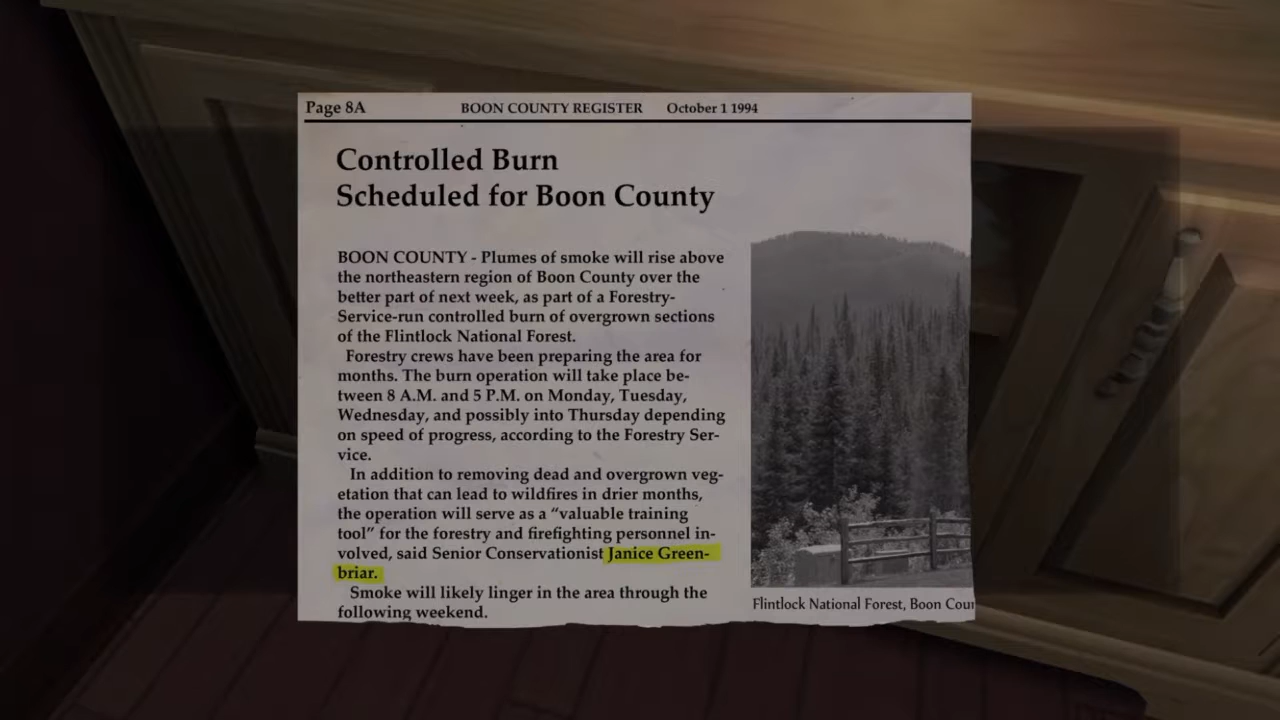 Page 8A BOON COUNTY REGISTER October 1 1994
Controlled Burn
Scheduled for Boon County
BOON COUNTY - Plumes of smoke will rise above
the northeastern region of Boon County over the
better part of next week, as part of a Forestry-
Service-run controlled burn of overgrown sections
of the Flintlock National Forest.
Forestry crews have been preparing the area for
months. The burn operation will take place be-
tween 8 A.M. and 5 P.M. on Monday, Tuesday,
Wednesday, and possibly into Thursday depending
on speed of progress, according to the Forestry Ser-
vice.
In addition to removing dead and overgrown veg-
etation that can lead to wildfires in drier months,
the operation will serve as a “valuable training
tool” for the forestry and firefighting personnel in-
volved, said Senior Conservationist Janice Green-
briar.
Smoke will likely linger in the area through the
following weekend.
Flintlock National Forest, Boon Coun